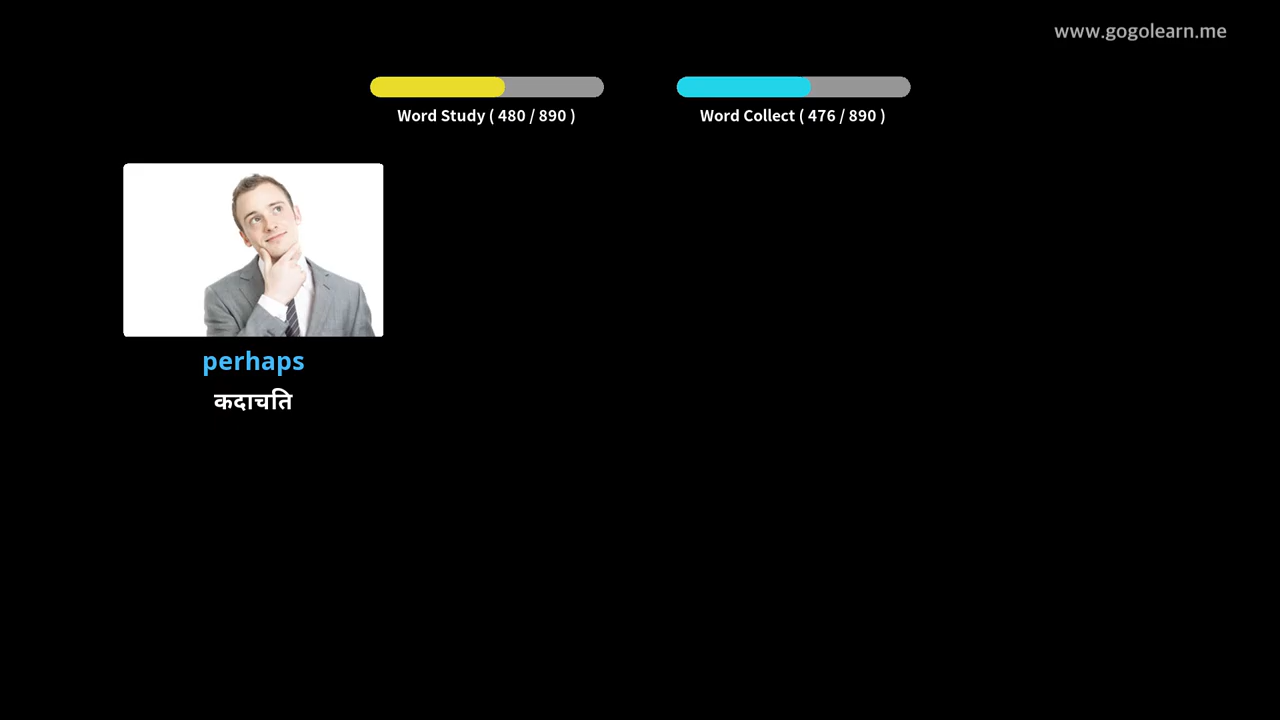 www.gogolearn.me
Word Study ( 480 / 890 )
Word Collect ( 476 / 890 )
perhaps
कदाचति